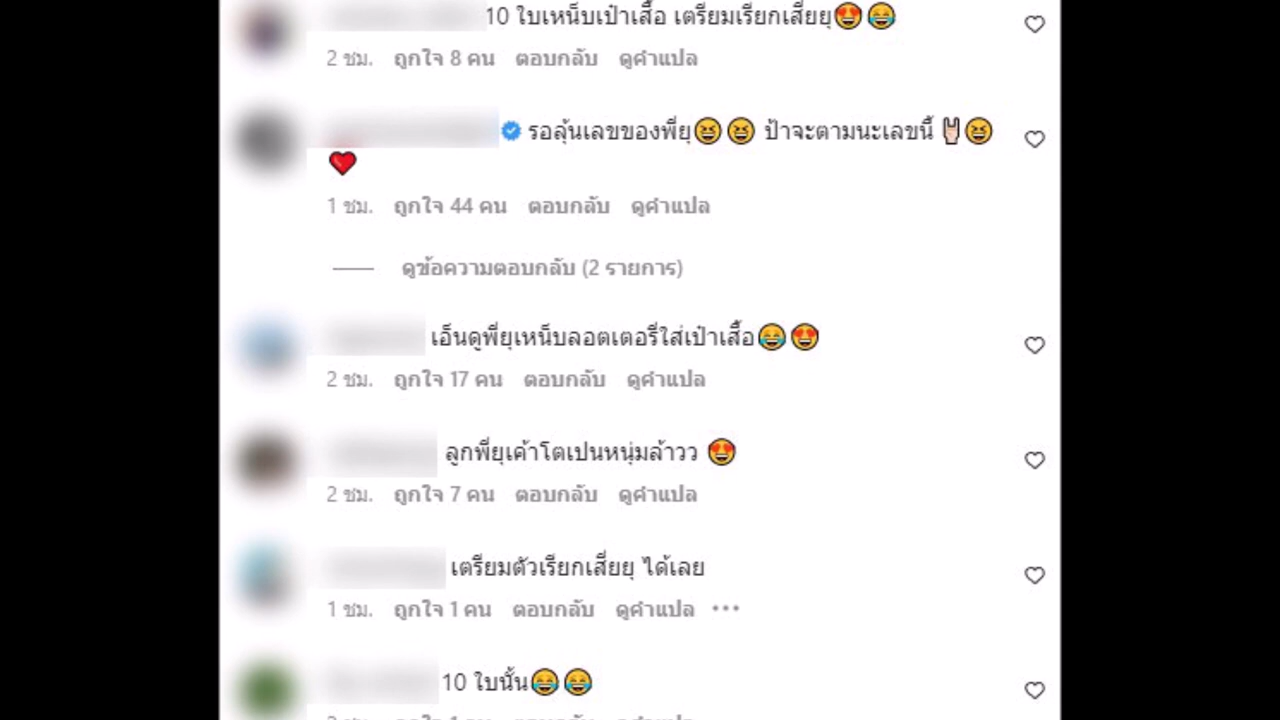 10 ใบเหน็บเป๋าเสื้อ เตรียมเรียกเสี่ยยุ😍😂
2 ชม. ถูกใจ 8 คน ตอบกลับ ดูคำแปล
รอลุ้นเลขของพี่ยุ😆😆 ป้าจะตามนะเลขนี้ 🤘🏻😆
❤️
1 ชม. ถูกใจ 44 คน ตอบกลับ ดูคำแปล
ดูข้อความตอบกลับ (2 รายการ)
เอ็นดูพี่ยุเหน็บลอตเตอรี่ใส่เป๋าเสื้อ😂😍
2 ชม. ถูกใจ 17 คน ตอบกลับ ดูคำแปล
ลูกพี่ยุเค้าโตเปนหนุ่มล้าวว 😍
2 ชม. ถูกใจ 7 คน ตอบกลับ ดูคำแปล
เตรียมตัวเรียกเสี่ยยุ ได้เลย
1 ชม. ถูกใจ 1 คน ตอบกลับ ดูคำแปล •••
10 ใบนั้น😂😂